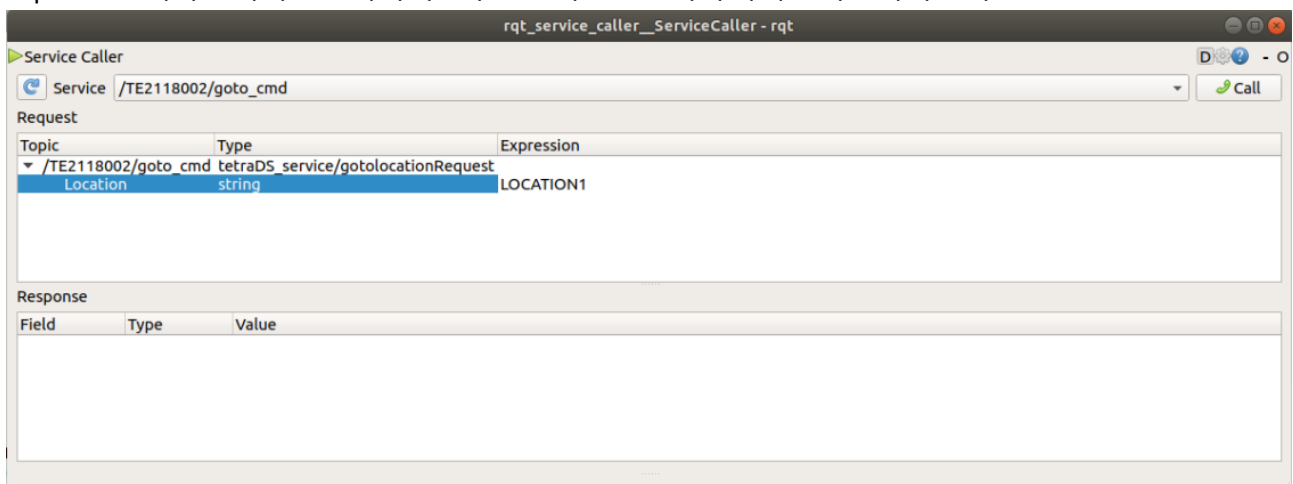 rqt_service_caller__ServiceCaller - rqt
Service Caller D - O
Service /TE2118002/goto_cmd Call
Request
Topic Type Expression
/TE2118002/goto_cmd tetraDS_service/gotolocationRequest
Location string LOCATION1
Response
Field Type Value